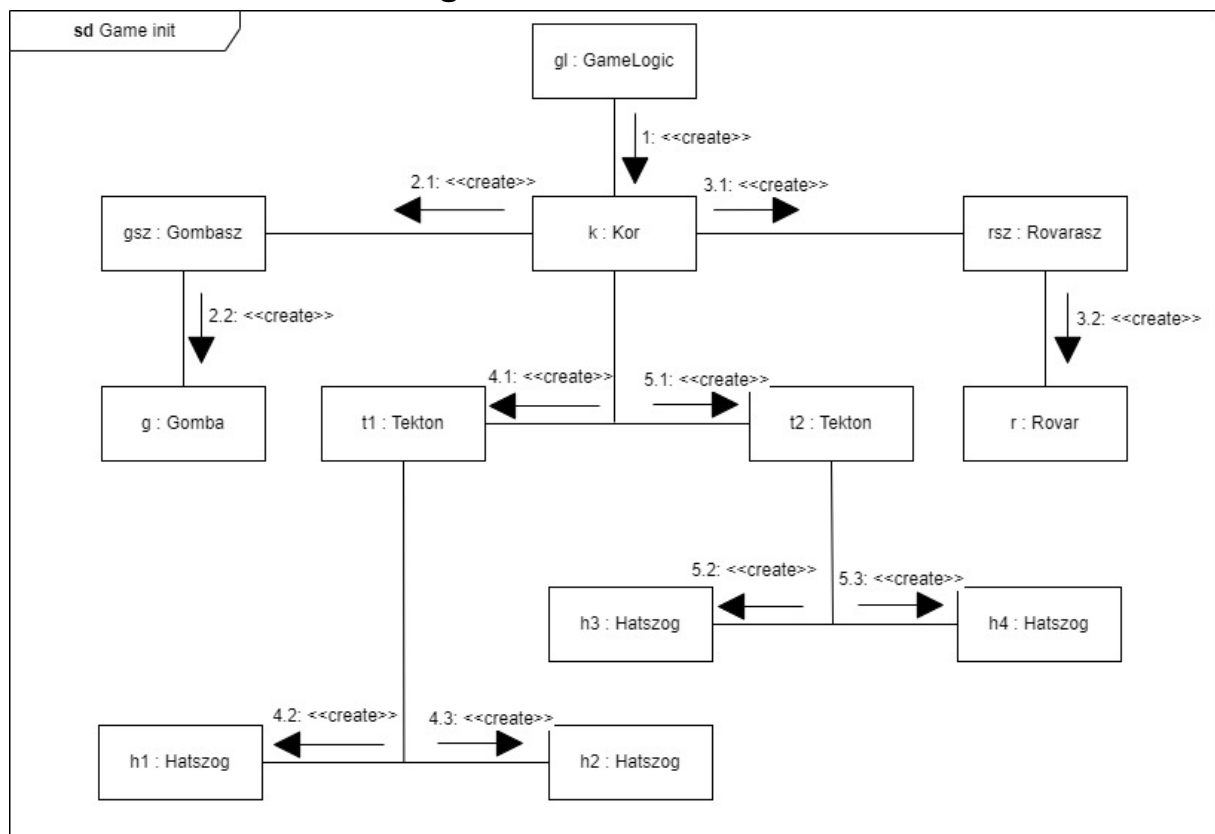 sd Game init
gl : GameLogic
1: <<create>>
2.1: <<create>>
3.1: <<create>>
gsz : Gombasz
k : Kor
rsz : Rovarasz
2.2: <<create>>
3.2: <<create>>
4.1: <<create>>
5.1: <<create>>
g : Gomba
t1 : Tekton
t2 : Tekton
r : Rovar
5.2: <<create>>
5.3: <<create>>
h3 : Hatszog
h4 : Hatszog
4.2: <<create>>
4.3: <<create>>
h1 : Hatszog
h2 : Hatszog